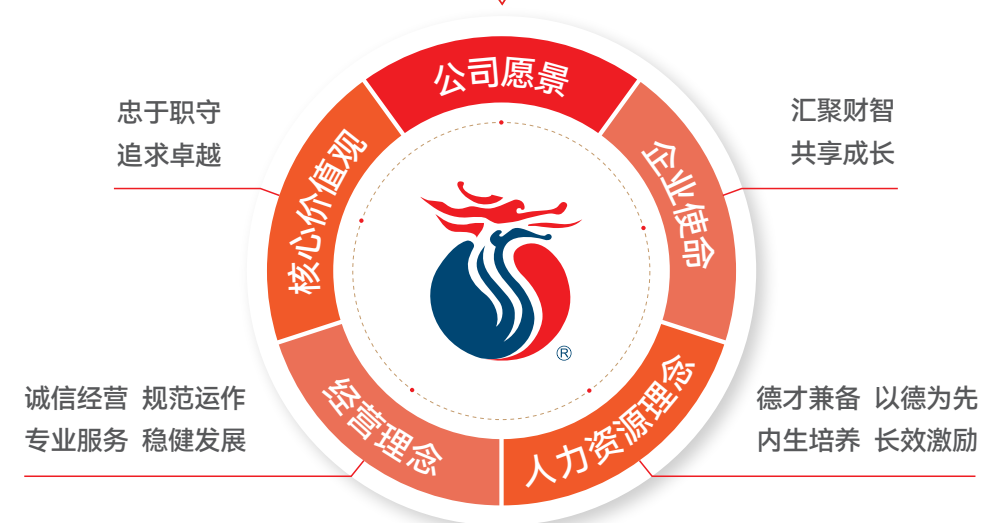 公司愿景
忠于职守
追求卓越
核心价值观
企业使命
汇聚财智
共享成长
诚信经营 规范运作
专业服务 稳健发展
经营理念
人力资源理念
德才兼备 以德为先
内生培养 长效激励
®